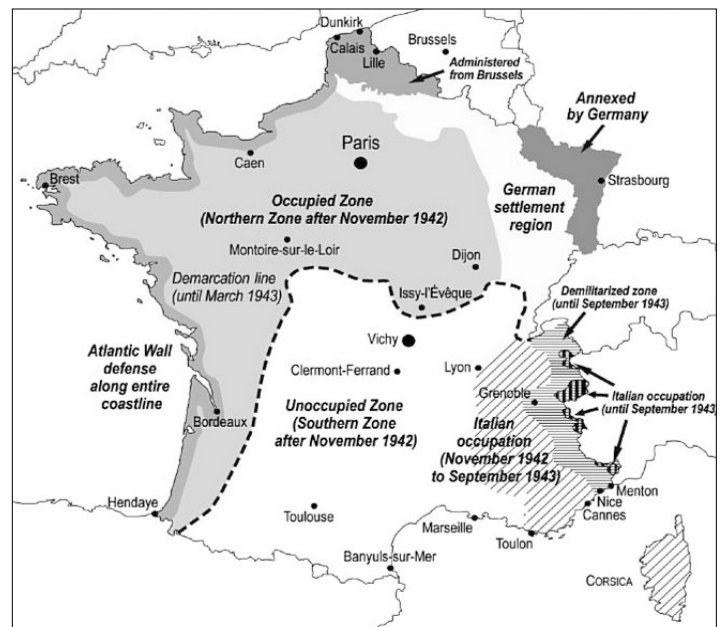 Dunkirk
Calais
Lille
Brussels
Administered
from Brussels
Annexed
by Germany
Strasbourg
Paris
Caen
Brest
Occupied Zone
(Northern Zone after November 1942)
German
settlement
region
Montoire-sur-le-Loir
Dijon
Demarcation line
(until March 1943)
Issy-l'Évêque
Demilitarized zone
(until September 1943)
Vichy
Atlantic Wall
defense
along entire
coastline
Clermont-Ferrand
Lyon
Grenoble
Italian occupation
(until September 1943)
Bordeaux
Unoccupied Zone
(Southern Zone
after November 1942)
Italian
occupation
(November 1942
to September 1943)
Hendaye
Toulouse
Menton
Nice
Cannes
Marseille
Toulon
Banyuls-sur-Mer
CORSICA